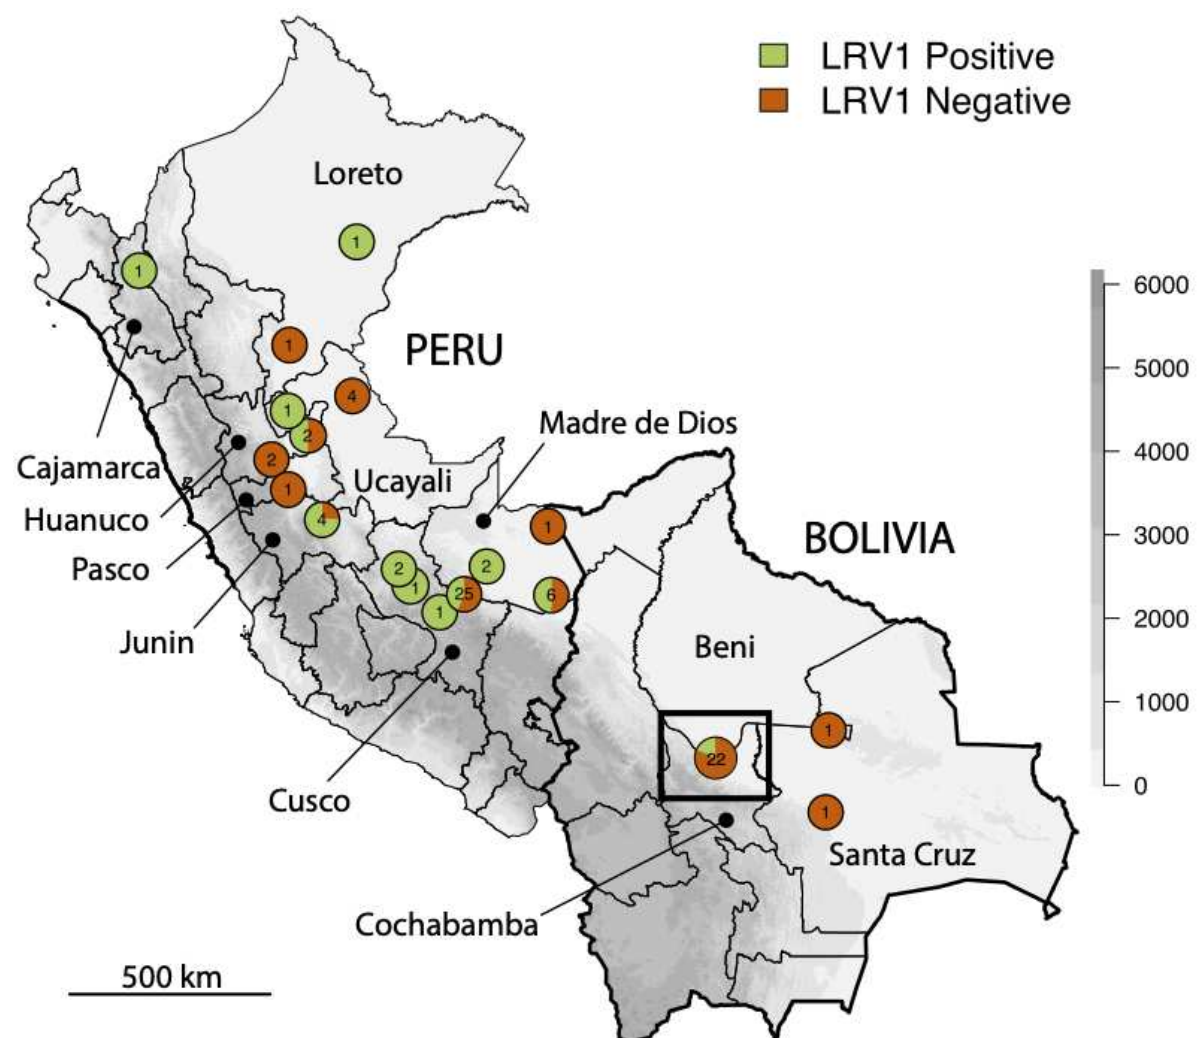 LRV1 Positive
LRV1 Negative
Loreto
1
1
6000
1
PERU
5000
4
1
Madre de Dios
2
4000
Cajamarca
2
Ucayali
1
Huanuco
4
1
3000
BOLIVIA
Pasco
2
2
1
25
6
1
2000
Junin
Beni
1000
1
22
0
Cusco
1
Santa Cruz
Cochabamba
500 km